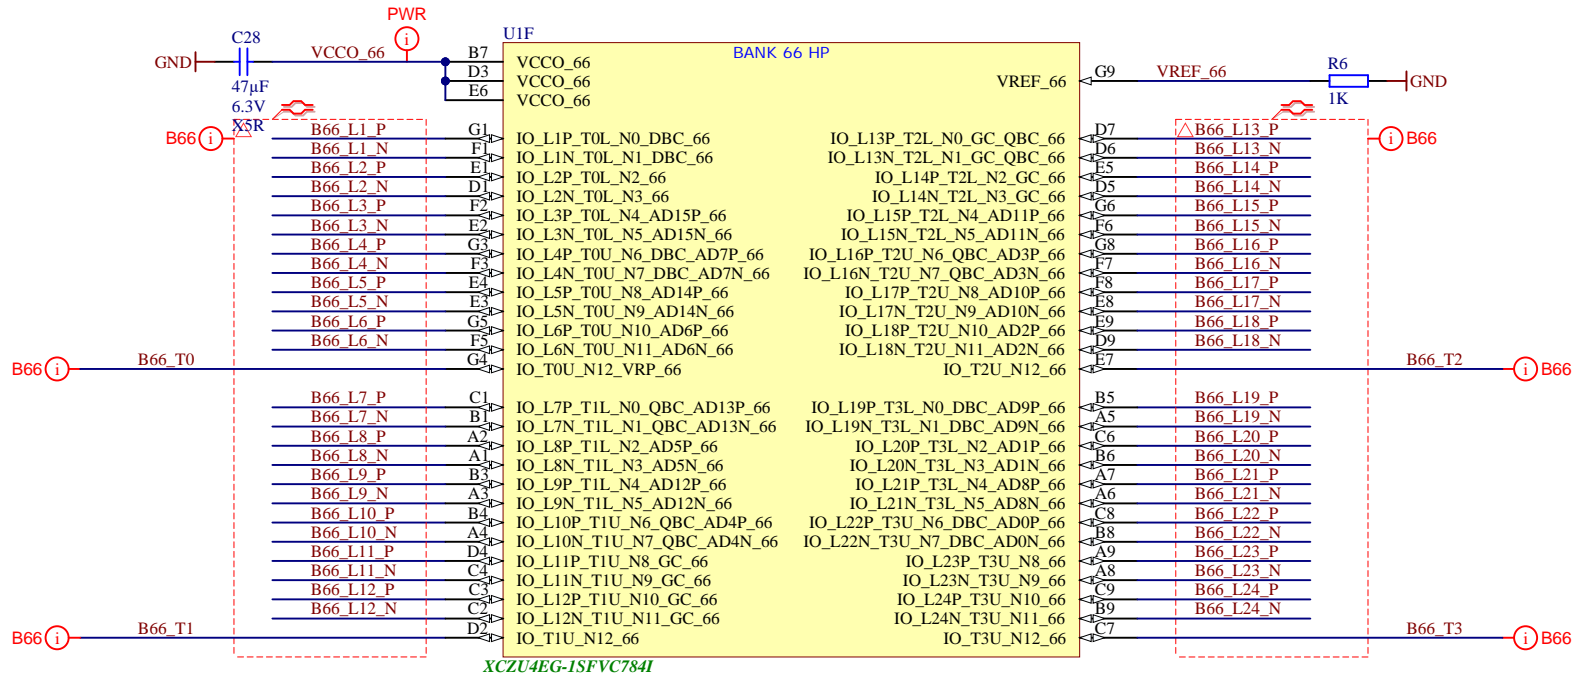 PWR
U1F
BANK 66 HP
C28
GND
VCCO_66
47µF
6.3V
X5R
B7 VCCO_66
D3 VCCO_66
E6 VCCO_66
VREF_66 G9 VREF_66
R6
1K
GND
B66
B66_L1_P G1 IO_L1P_T0L_N0_DBC_66
B66_L1_N F1 IO_L1N_T0L_N1_DBC_66
B66_L2_P E1 IO_L2P_T0L_N2_66
B66_L2_N D1 IO_L2N_T0L_N3_66
B66_L3_P F2 IO_L3P_T0L_N4_AD15P_66
B66_L3_N E2 IO_L3N_T0L_N5_AD15N_66
B66_L4_P G3 IO_L4P_T0U_N6_DBC_AD7P_66
B66_L4_N F3 IO_L4N_T0U_N7_DBC_AD7N_66
B66_L5_P E4 IO_L5P_T0U_N8_AD14P_66
B66_L5_N E3 IO_L5N_T0U_N9_AD14N_66
B66_L6_P G5 IO_L6P_T0U_N10_AD6P_66
B66_L6_N F5 IO_L6N_T0U_N11_AD6N_66
B66 B66_T0 G4 IO_T0U_N12_VRP_66
B66_L7_P C1 IO_L7P_T1L_N0_QBC_AD13P_66
B66_L7_N B1 IO_L7N_T1L_N1_QBC_AD13N_66
B66_L8_P A2 IO_L8P_T1L_N2_AD5P_66
B66_L8_N A1 IO_L8N_T1L_N3_AD5N_66
B66_L9_P B3 IO_L9P_T1L_N4_AD12P_66
B66_L9_N A3 IO_L9N_T1L_N5_AD12N_66
B66_L10_P B4 IO_L10P_T1U_N6_QBC_AD4P_66
B66_L10_N A4 IO_L10N_T1U_N7_QBC_AD4N_66
B66_L11_P D4 IO_L11P_T1U_N8_GC_66
B66_L11_N C4 IO_L11N_T1U_N9_GC_66
B66_L12_P C3 IO_L12P_T1U_N10_GC_66
B66_L12_N C2 IO_L12N_T1U_N11_GC_66
B66 B66_T1 D2 IO_T1U_N12_66
IO_L13P_T2L_N0_GC_QBC_66 D7 B66_L13_P
B66
IO_L13N_T2L_N1_GC_QBC_66 D6 B66_L13_N
IO_L14P_T2L_N2_GC_66 E5 B66_L14_P
IO_L14N_T2L_N3_GC_66 D5 B66_L14_N
IO_L15P_T2L_N4_AD11P_66 G6 B66_L15_P
IO_L15N_T2L_N5_AD11N_66 F6 B66_L15_N
IO_L16P_T2U_N6_QBC_AD3P_66 G8 B66_L16_P
IO_L16N_T2U_N7_QBC_AD3N_66 F7 B66_L16_N
IO_L17P_T2U_N8_AD10P_66 F8 B66_L17_P
IO_L17N_T2U_N9_AD10N_66 E8 B66_L17_N
IO_L18P_T2U_N10_AD2P_66 E9 B66_L18_P
IO_L18N_T2U_N11_AD2N_66 D9 B66_L18_N
IO_T2U_N12_66 E7 B66_T2 B66
IO_L19P_T3L_N0_DBC_AD9P_66 B5 B66_L19_P
IO_L19N_T3L_N1_DBC_AD9N_66 A5 B66_L19_N
IO_L20P_T3L_N2_AD1P_66 C6 B66_L20_P
IO_L20N_T3L_N3_AD1N_66 B6 B66_L20_N
IO_L21P_T3L_N4_AD8P_66 A7 B66_L21_P
IO_L21N_T3L_N5_AD8N_66 A6 B66_L21_N
IO_L22P_T3U_N6_DBC_AD0P_66 C8 B66_L22_P
IO_L22N_T3U_N7_DBC_AD0N_66 B8 B66_L22_N
IO_L23P_T3U_N8_66 A9 B66_L23_P
IO_L23N_T3U_N9_66 A8 B66_L23_N
IO_L24P_T3U_N10_66 C9 B66_L24_P
IO_L24N_T3U_N11_66 B9 B66_L24_N
IO_T3U_N12_66 C7 B66_T3 B66
XCZU4EG-1SFVC784I